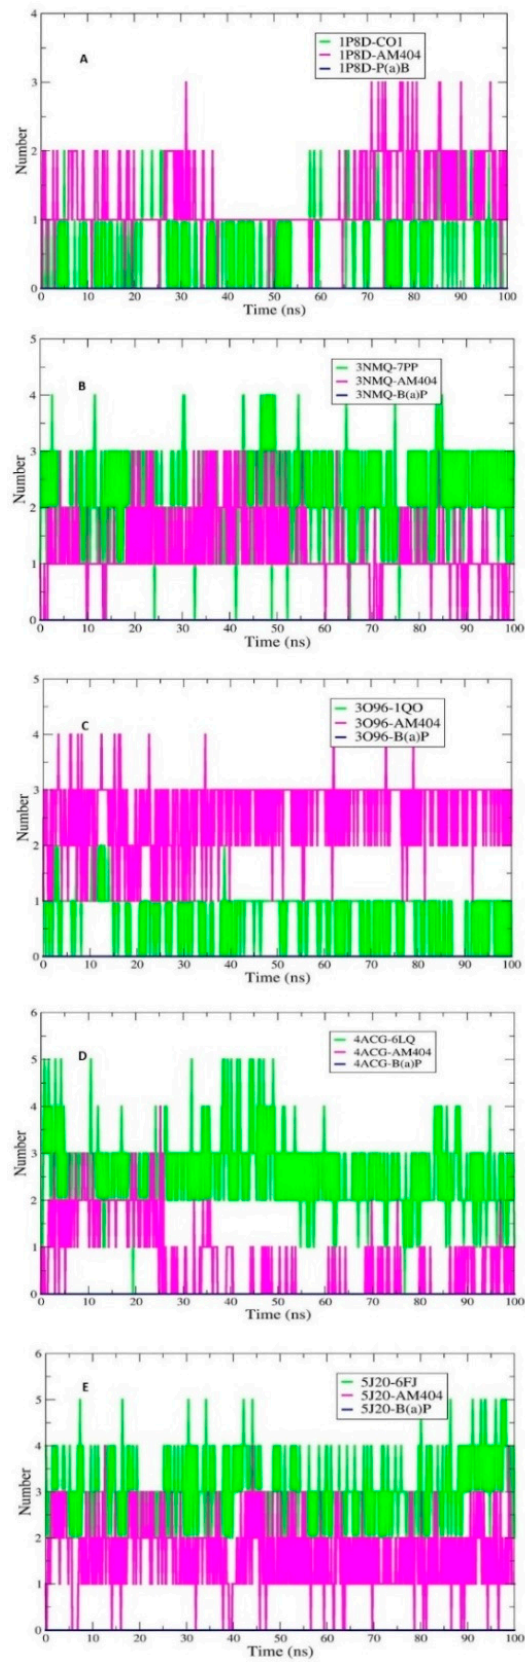 A
1P8D-CO1
1P8D-AM404
1P8D-P(a)B
Number
4
3
2
1
0
0 10 20 30 40 50 60 70 80 90 100
Time (ns)
B
3NMQ-7PP
3NMQ-AM404
3NMQ-B(a)P
Number
5
4
3
2
1
0
0 10 20 30 40 50 60 70 80 90 100
Time (ns)
C
3O96-1QO
3O96-AM404
3O96-B(a)P
Number
5
4
3
2
1
0
0 10 20 30 40 50 60 70 80 90 100
Time (ns)
D
4ACG-6LQ
4ACG-AM404
4ACG-B(a)P
Number
6
5
4
3
2
1
0
0 10 20 30 40 50 60 70 80 90 100
Time (ns)
E
5J20-6FJ
5J20-AM404
5J20-B(a)P
Number
6
5
4
3
2
1
0
0 10 20 30 40 50 60 70 80 90 100
Time (ns)